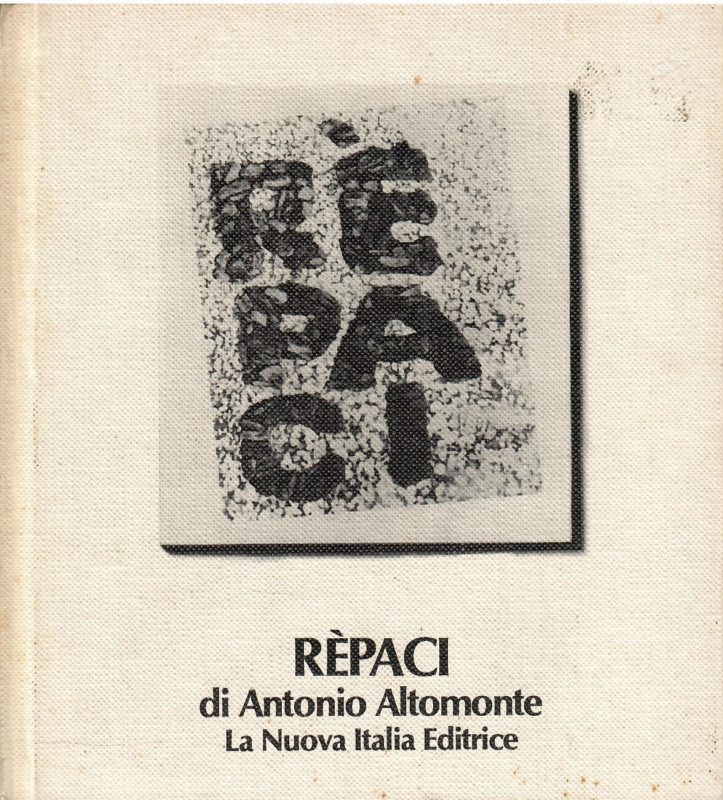 RÈ
PA
CI
RÈPACI
di Antonio Altomonte
La Nuova Italia Editrice